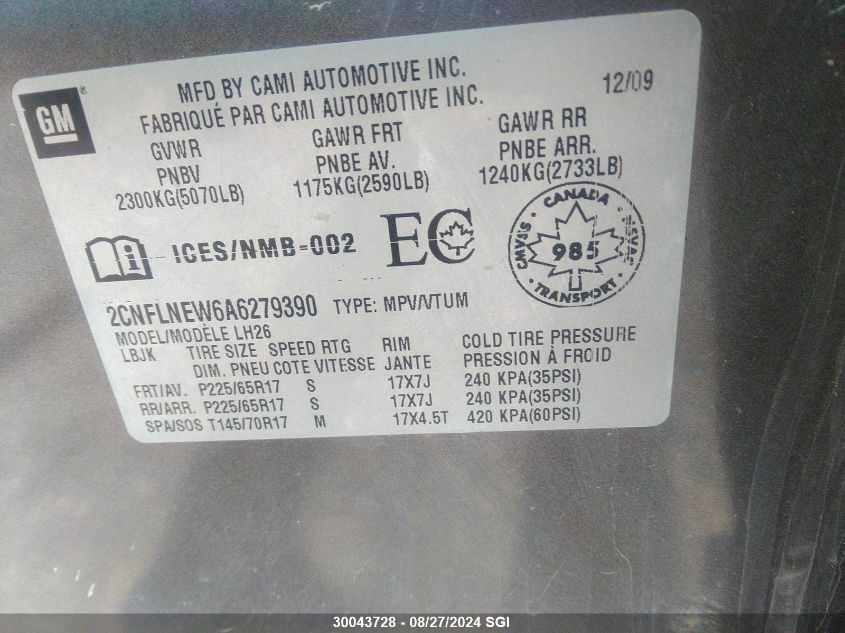 GM
MFD BY CAMI AUTOMOTIVE INC. 12/09
FABRIQUÉ PAR CAMI AUTOMOTIVE INC.
GVWR GAWR FRT GAWR RR
PNBV PNBE AV. PNBE ARR.
2300KG(5070LB) 1175KG(2590LB) 1240KG(2733LB)
i ICES/NMB-002 EC
CANADA
CMVSS 985 NSVAC
TRANSPORT
2CNFLNEW6A6279390 TYPE: MPV/VTUM
MODEL/MODÈLE LH26
LBJK TIRE SIZE SPEED RTG RIM COLD TIRE PRESSURE
DIM. PNEU COTE VITESSE JANTE PRESSION À FROID
FRT/AV. P225/65R17 S 17X7J 240 KPA(35PSI)
RR/ARR. P225/65R17 S 17X7J 240 KPA(35PSI)
SPA/SOS T145/70R17 M 17X4.5T 420 KPA(60PSI)
30043728 - 08/27/2024 SGI